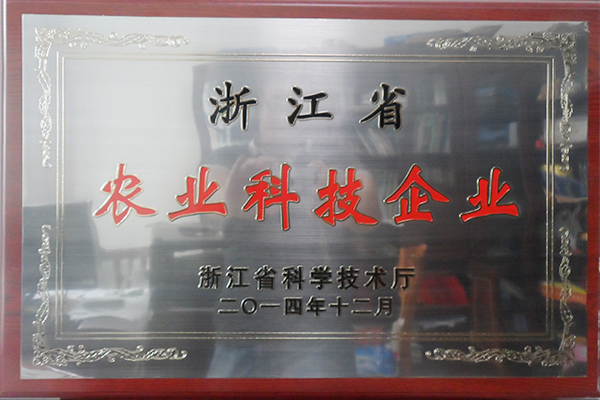 浙江省
农业科技企业
浙江省科学技术厅
二〇一四年十二月